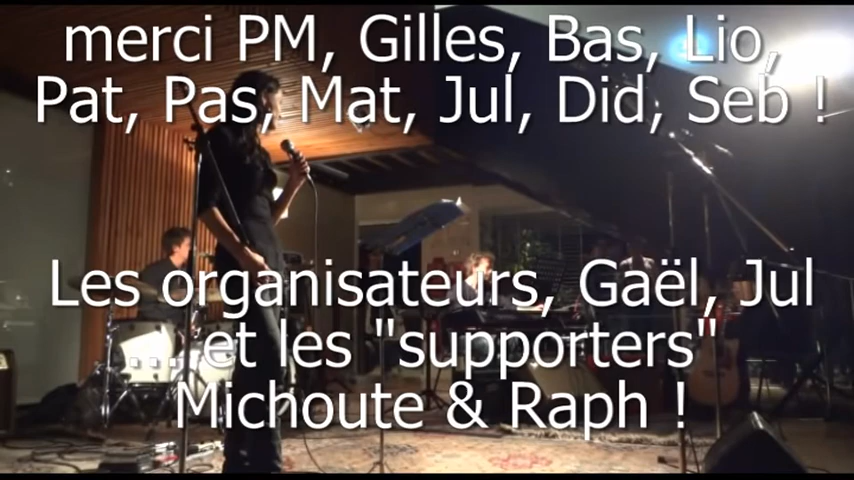 merci PM, Gilles, Bas, Lio,
Pat, Pas, Mat, Jul, Did, Seb !
Les organisateurs, Gaël, Jul
.... et les "supporters"
Michoute & Raph !